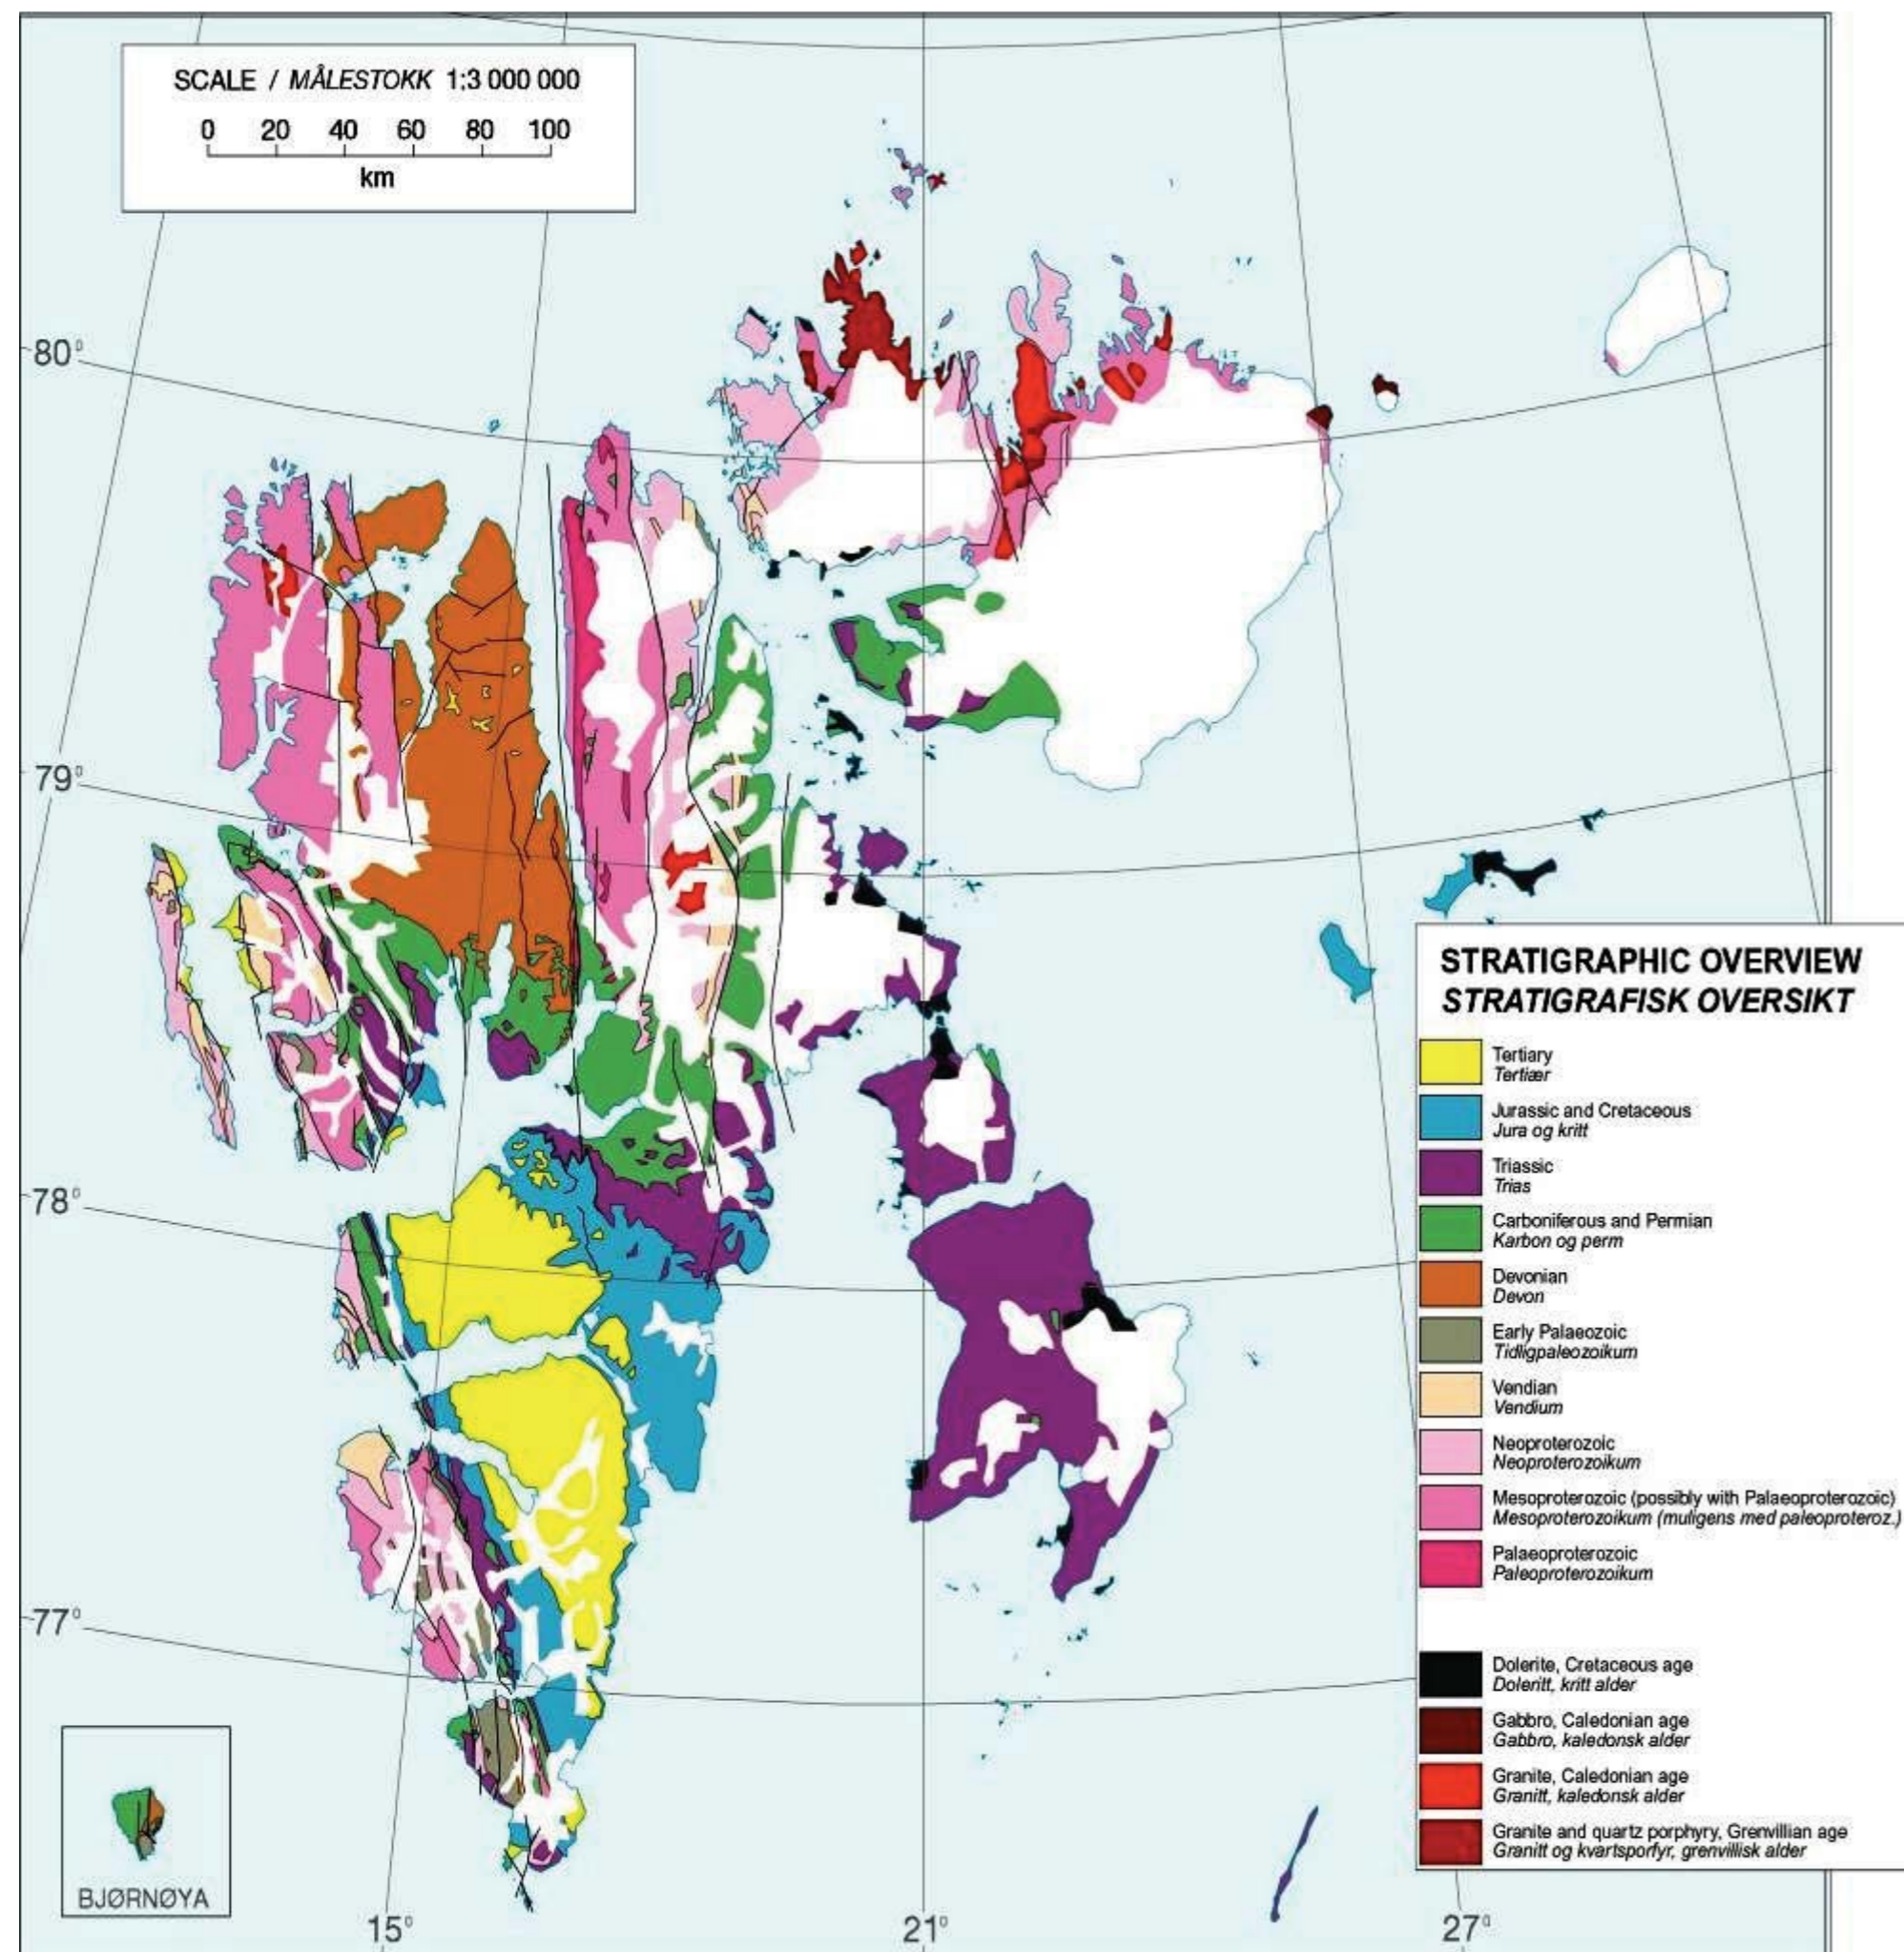 SCALE / MÅLESTOKK 1:3 000 000
0 20 40 60 80 100
km
80°
79°
78°
77°
STRATIGRAPHIC OVERVIEW
STRATIGRAFISK OVERSIKT
Tertiary
Tertiær
Jurassic and Cretaceous
Jura og kritt
Triassic
Trias
Carboniferous and Permian
Karbon og perm
Devonian
Devon
Early Palaeozoic
Tidligpaleozoikum
Vendian
Vendium
Neoproterozoic
Neoproterozoikum
Mesoproterozoic (possibly with Palaeoproterozoic)
Mesoproterozoikum (muligens med paleoproteroz.)
Palaeoproterozoic
Paleoproterozoikum
Dolerite, Cretaceous age
Doleritt, kritt alder
Gabbro, Caledonian age
Gabbro, kaledonsk alder
Granite, Caledonian age
Granitt, kaledonsk alder
Granite and quartz porphyry, Grenvillian age
Granitt og kvartsporfyr, grenvillisk alder
BJØRNØYA
15° 21° 27°